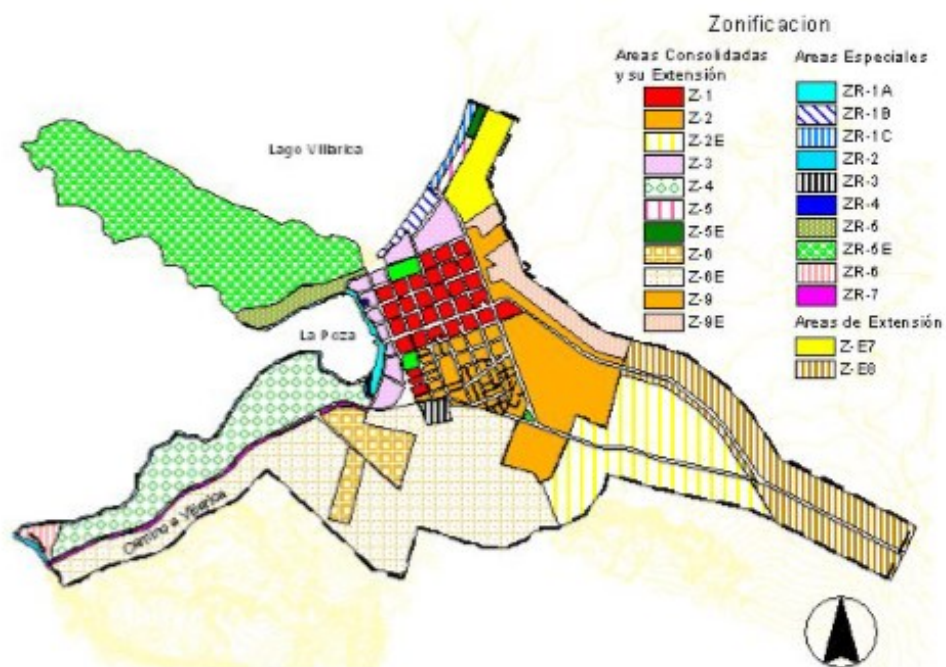 Zonificacion
Areas Consolidadas
y su Extensión
Z-1
Z-2
Z-2E
Z-3
Z-4
Z-5
Z-5E
Z-6
Z-6E
Z-9
Z-9E
Areas Especiales
ZR-1A
ZR-1B
ZR-1C
ZR-2
ZR-3
ZR-4
ZR-5
ZR-5E
ZR-6
ZR-7
Areas de Extensión
Z-E7
Z-E8
Lago Villarica
La Poza
Camino a Villarica